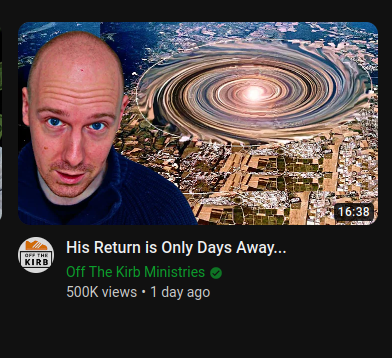 16:38
OFF THE
KIRB
His Return is Only Days Away...
Off The Kirb Ministries
500K views • 1 day ago